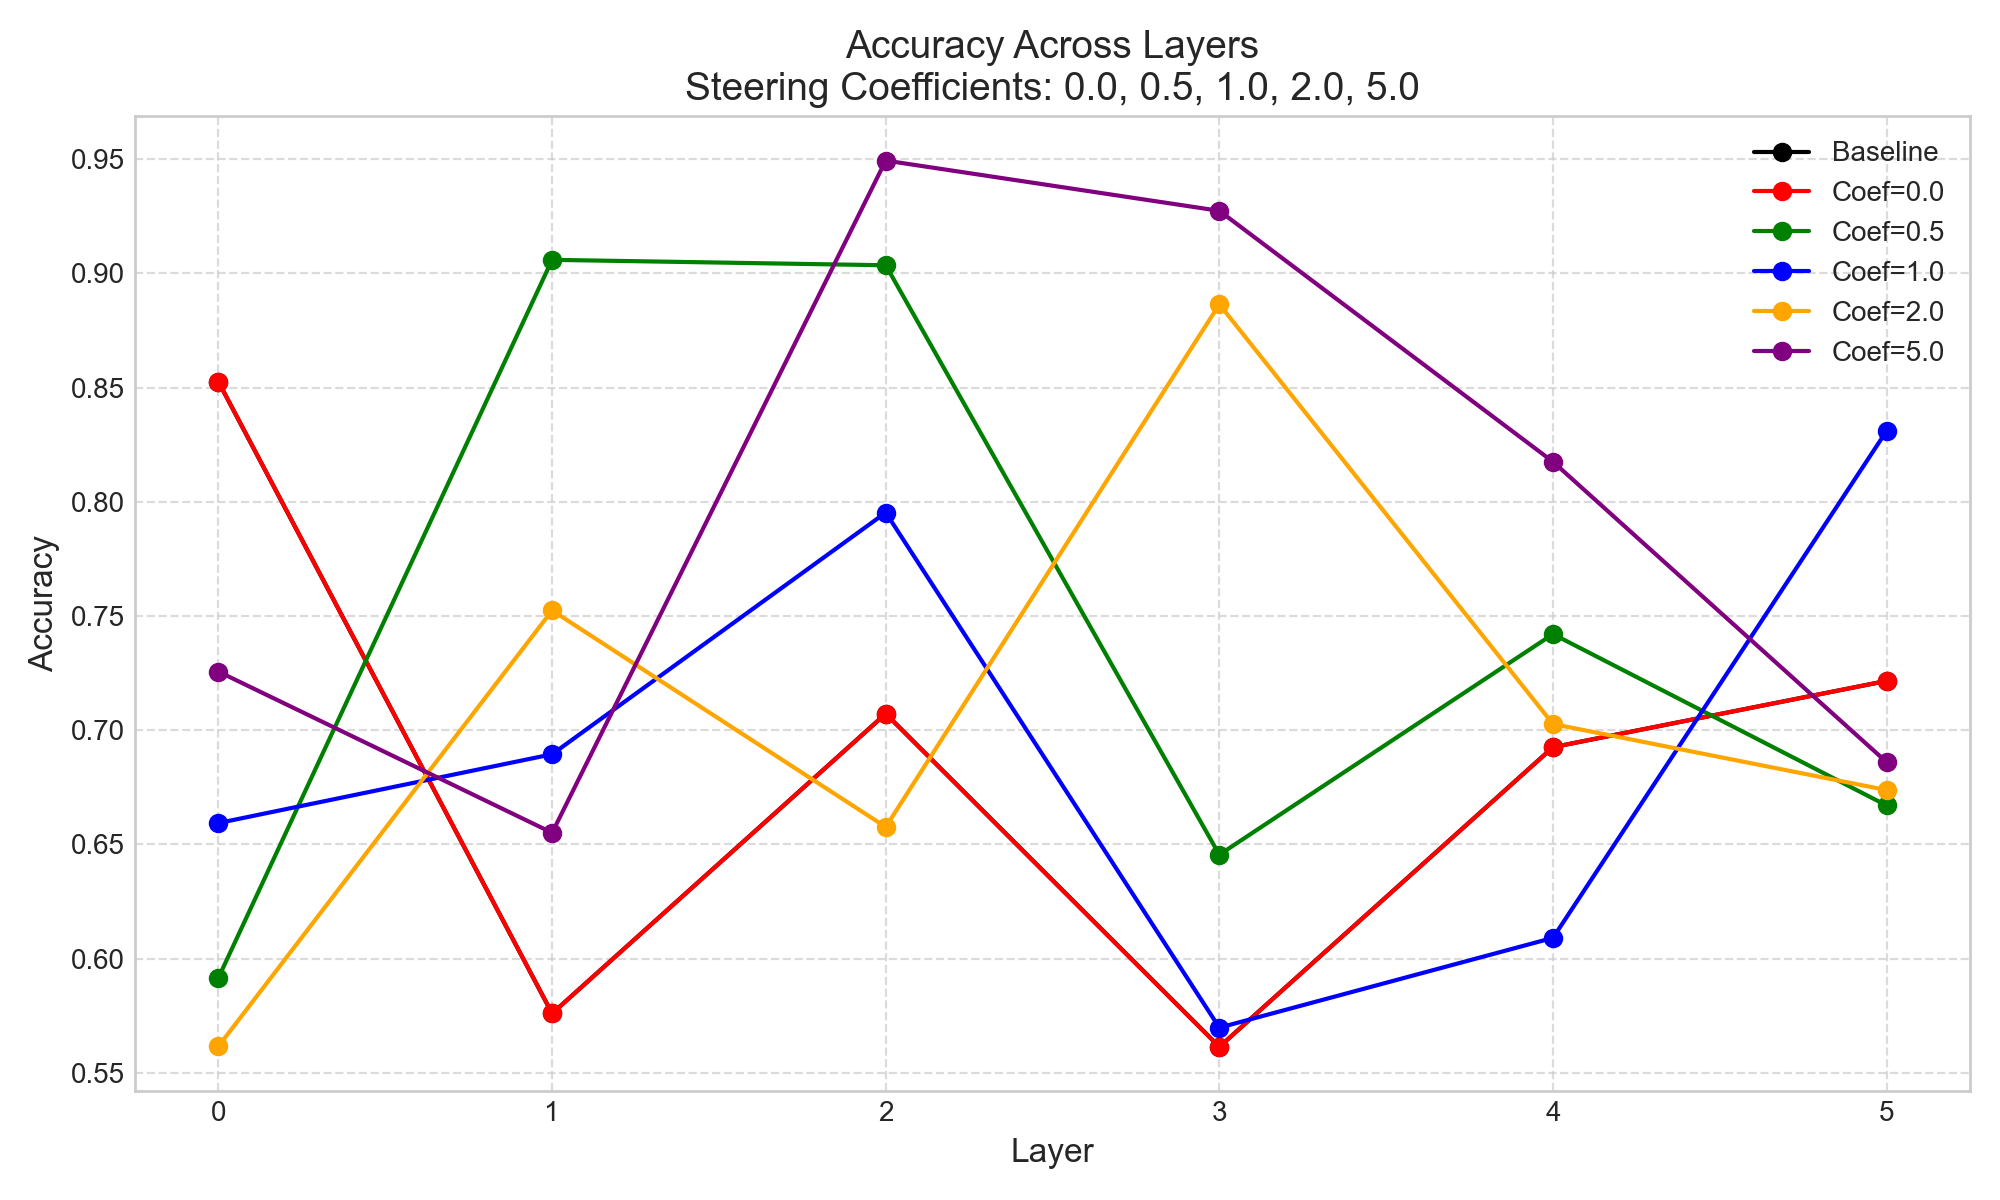 Accuracy Across Layers
Steering Coefficients: 0.0, 0.5, 1.0, 2.0, 5.0
Baseline
Coef=0.0
Coef=0.5
Coef=1.0
Coef=2.0
Coef=5.0
Accuracy
0.95
0.90
0.85
0.80
0.75
0.70
0.65
0.60
0.55
0 1 2 3 4 5
Layer